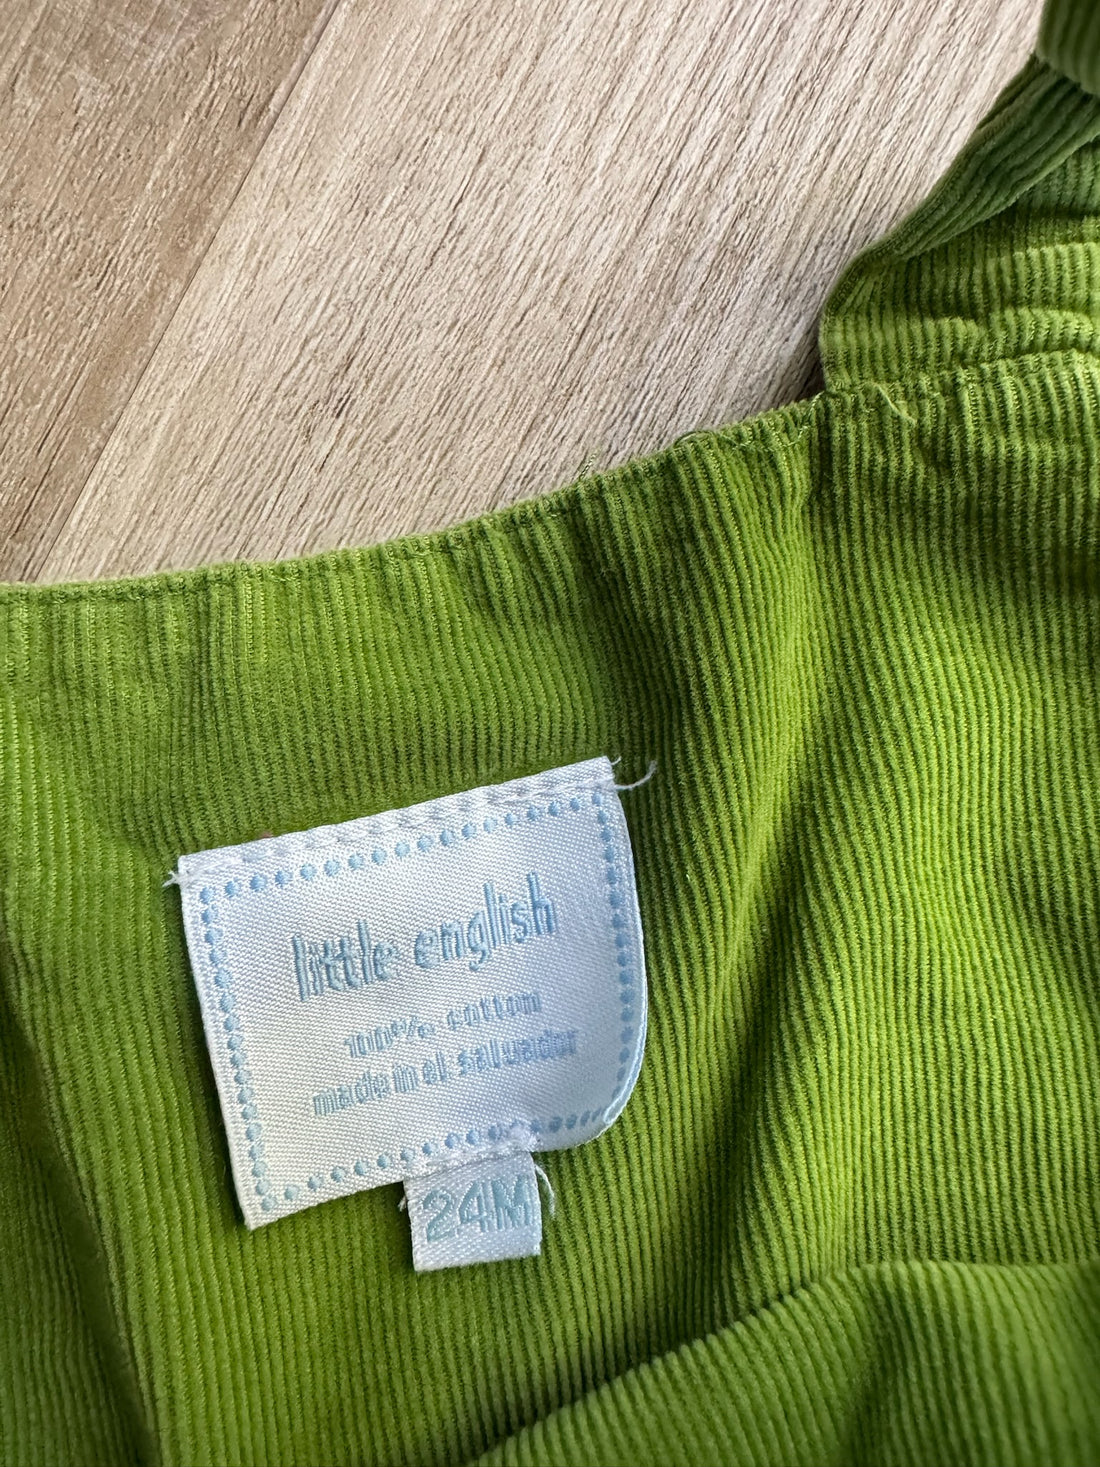 little english
100% cotton
made in el salvador
24M